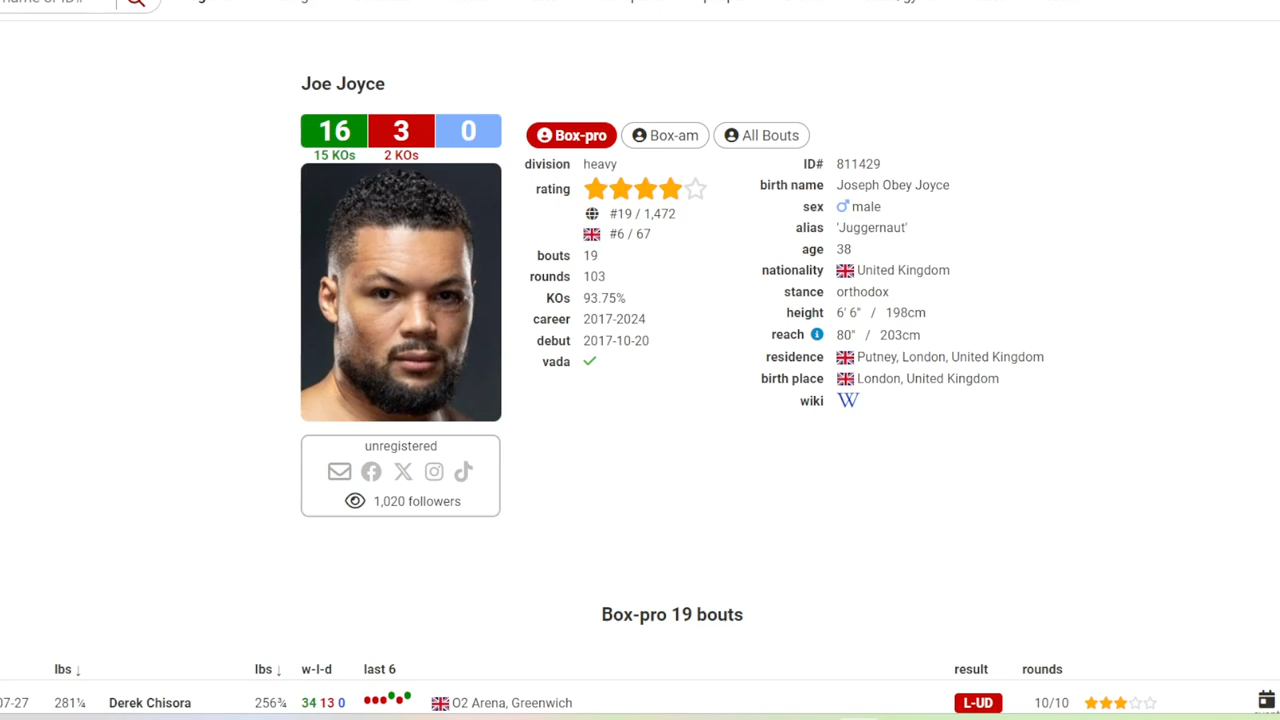 Joe Joyce
16 3 0
15 KOs 2 KOs
Box-pro Box-am All Bouts
division heavy
rating
#19 / 1,472
#6 / 67
bouts 19
rounds 103
KOs 93.75%
career 2017-2024
debut 2017-10-20
vada
ID# 811429
birth name Joseph Obey Joyce
sex male
alias 'Juggernaut'
age 38
nationality United Kingdom
stance orthodox
height 6' 6" / 198cm
reach 80" / 203cm
residence Putney, London, United Kingdom
birth place London, United Kingdom
wiki W
unregistered
1,020 followers
Box-pro 19 bouts
lbs ↓ lbs ↓ w-l-d last 6 result rounds
07-27 281¼ Derek Chisora 256¾ 34 13 0 O2 Arena, Greenwich L-UD 10/10